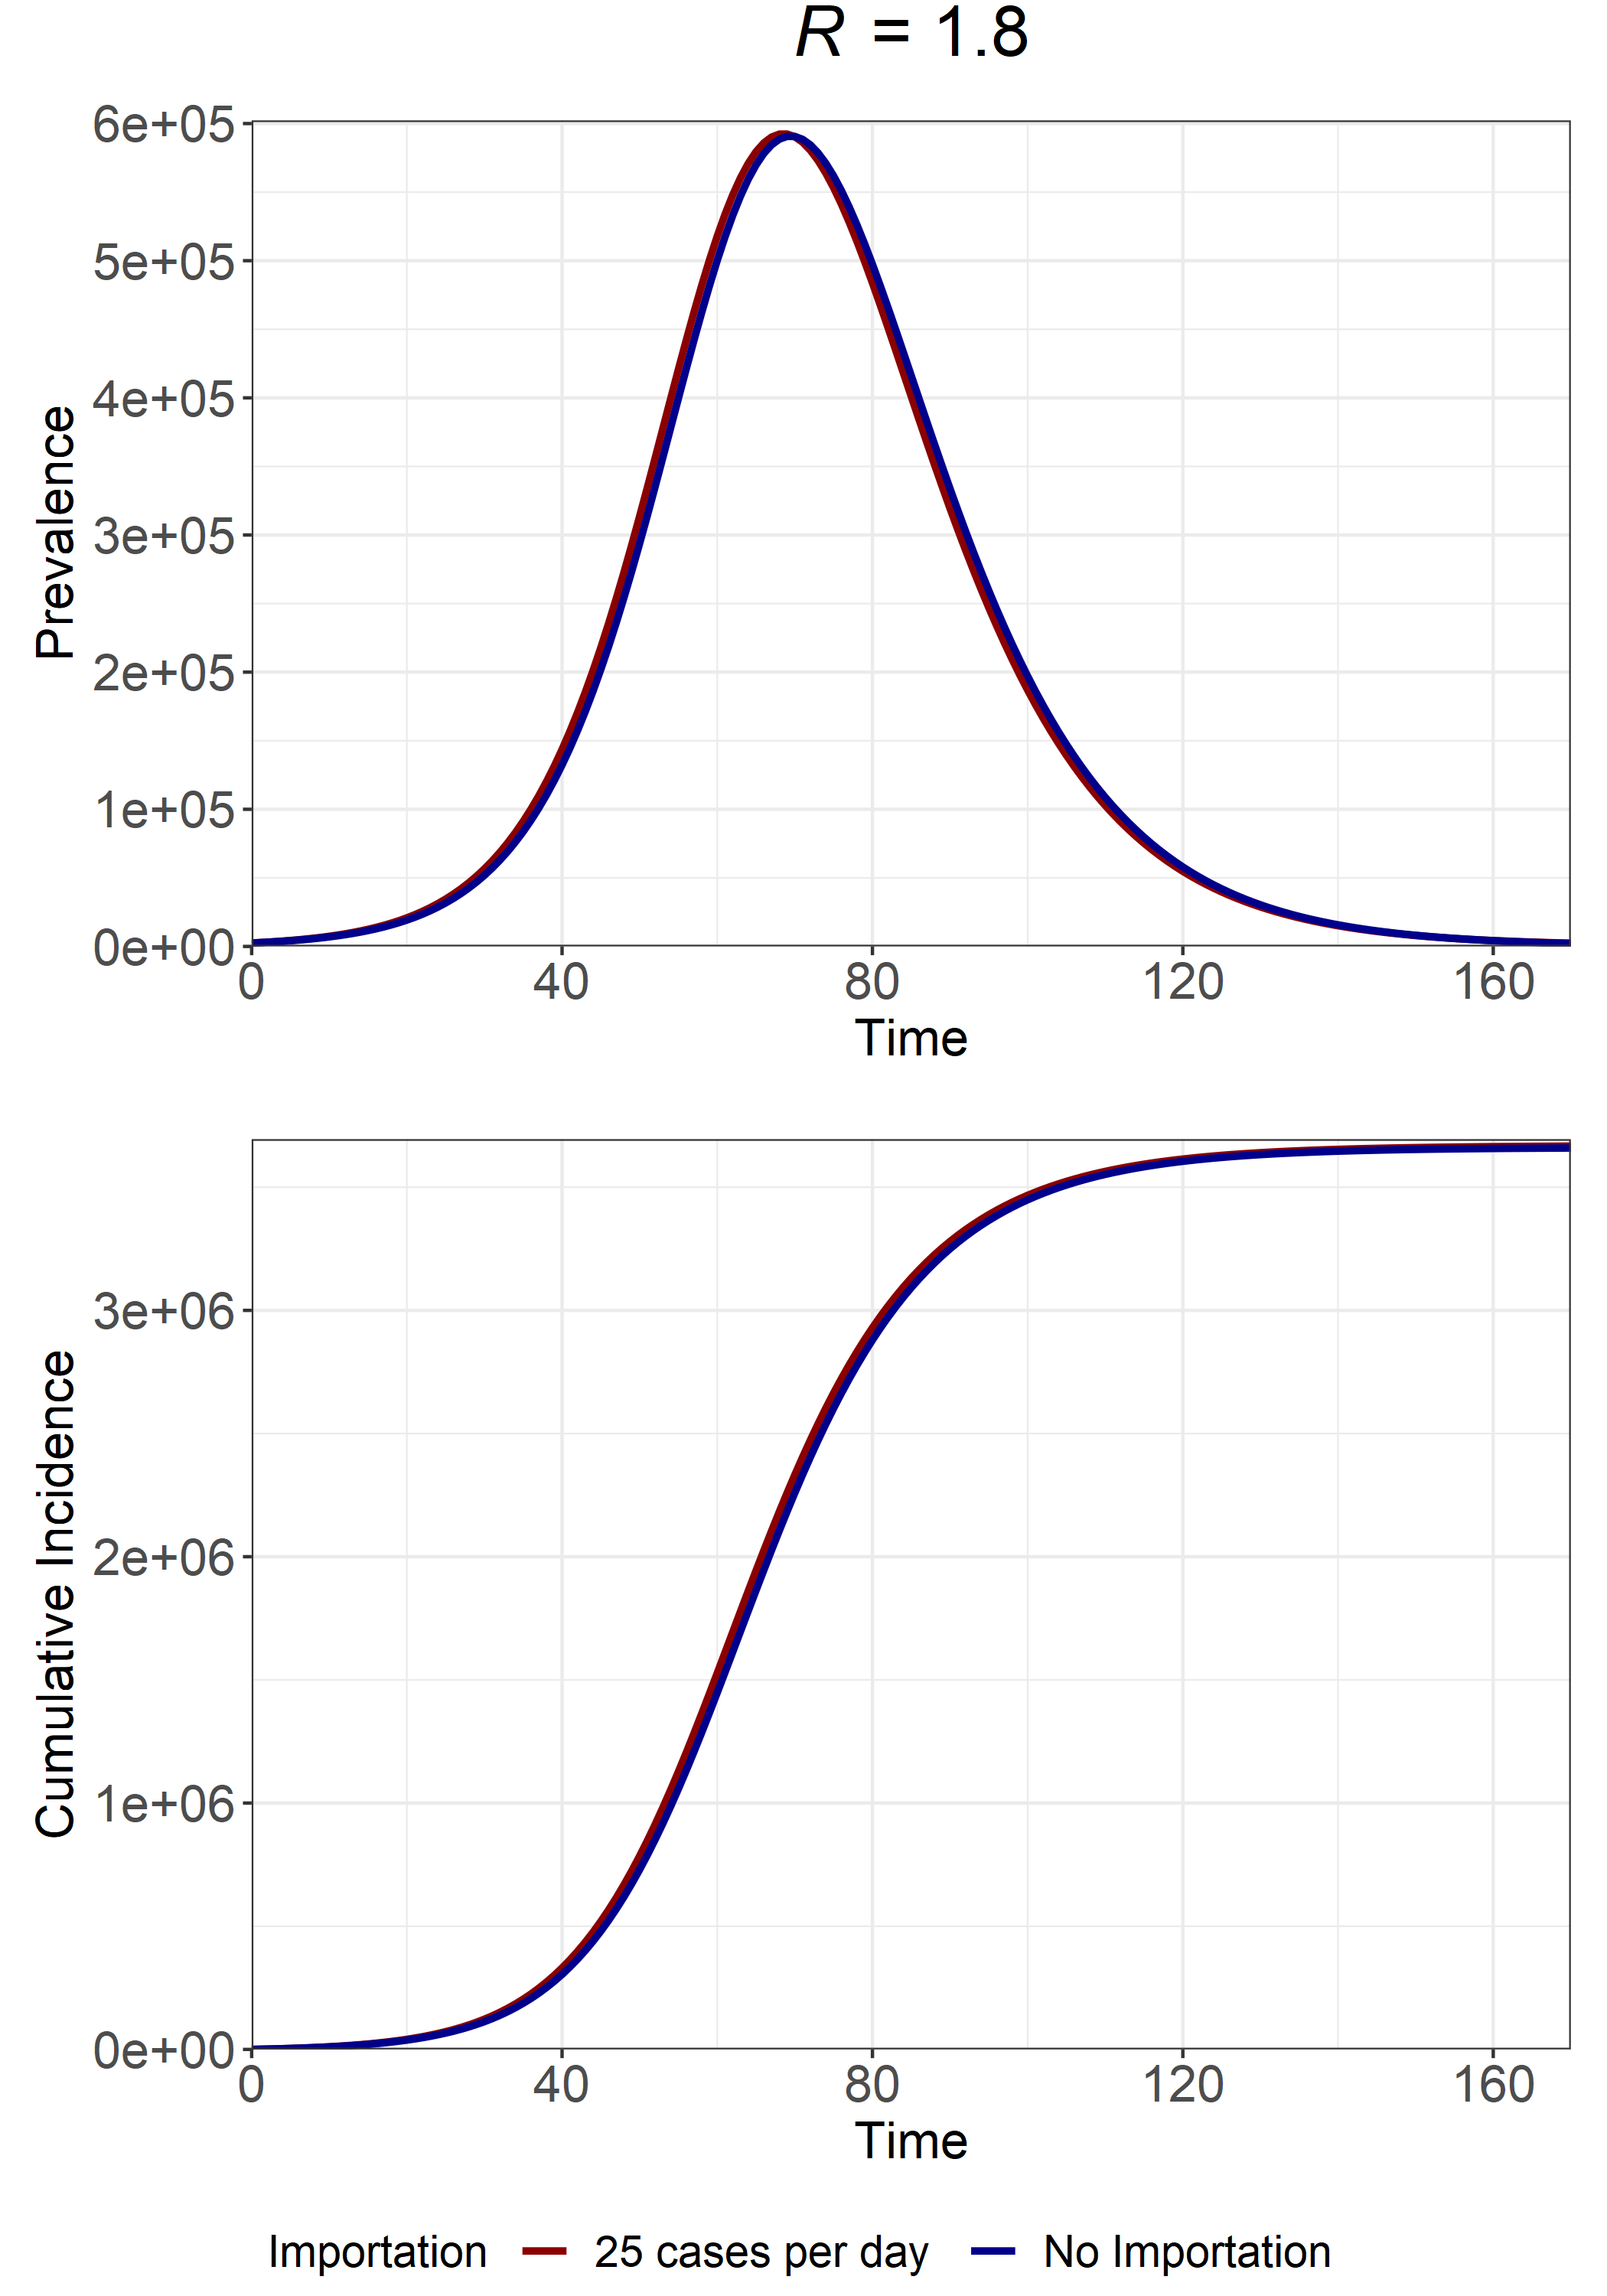 R = 1.8
6e+05
5e+05
4e+05
3e+05
2e+05
1e+05
0e+00
Prevalence
0 40 80 120 160
Time
3e+06
2e+06
1e+06
0e+00
Cumulative Incidence
0 40 80 120 160
Time
Importation 25 cases per day No Importation